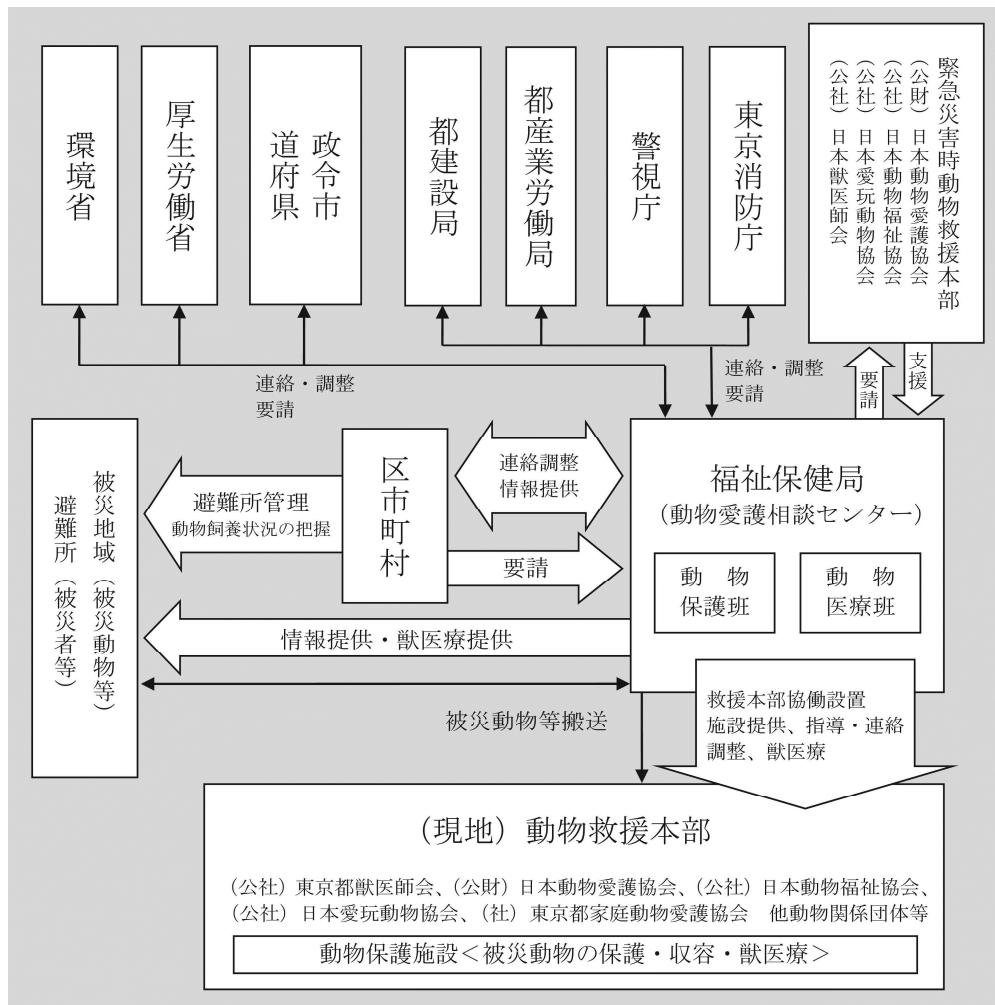 環境省
厚生労働省
政令市
道府県
都建設局
都産業労働局
警視庁
東京消防庁
緊急災害時動物救援本部
(公財)日本動物愛護協会
(公社)日本動物福祉協会
(公社)日本愛玩動物協会
(公社)日本獣医師会
連絡・調整
要請
連絡・調整
要請
要請
支援
被災地域(被災動物等)
避難所(被災者等)
避難所管理
動物飼養状況の把握
区市町村
連絡調整
情報提供
要請
福祉保健局
(動物愛護相談センター)
動 物
保護班
動 物
医療班
情報提供・獣医療提供
被災動物等搬送
救援本部協働設置
施設提供、指導・連絡
調整、獣医療
(現地)動物救援本部
(公社)東京都獣医師会、(公財)日本動物愛護協会、(公社)日本動物福祉協会、
(公社)日本愛玩動物協会、(社)東京都家庭動物愛護協会 他動物関係団体等
動物保護施設<被災動物の保護・収容・獣医療>